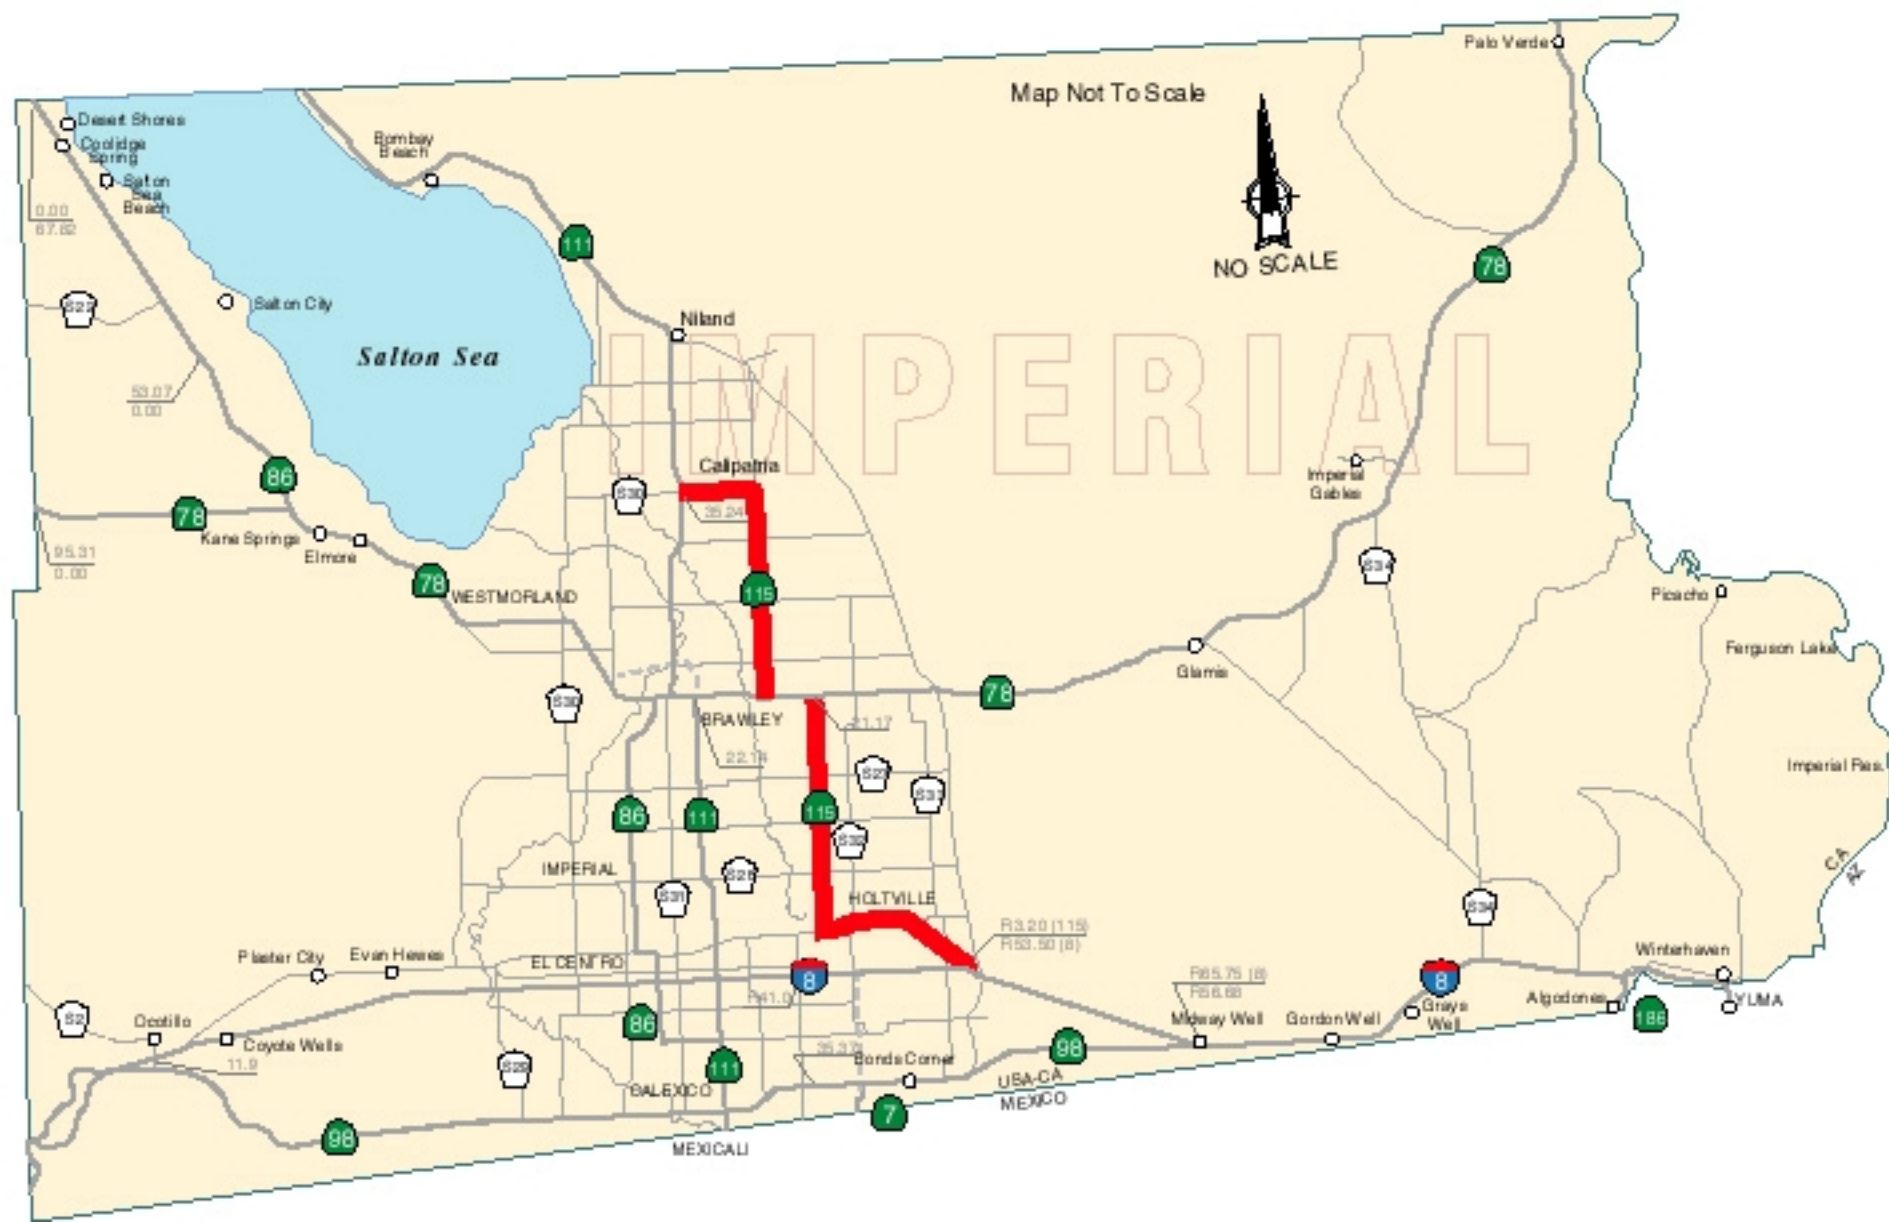 Palo Verde
Map Not To Scale
Desert Shores
Coolidge
Spring
Salton
Sea
Beach
Bombay
Beach
0.00
67.82
111
NO SCALE
78
S22
Salton City
Niland
Salton Sea
IMPERIAL
53.07
0.00
86
Calipatria
Imperial
Gables
S30
78
35.24
Kane Springs
Elmore
95.31
0.00
78
WESTMORLAND
115
S34
Picacho
Ferguson Lake
Glamis
S30
78
BRAWLEY
21.17
22.14
S27
S33
Imperial Res.
86
111
115
S32
IMPERIAL
S28
S31
HOLTVILLE
CA
AZ
S34
R3.20 (115)
R53.50 (8)
Plaster City
Evan Hewes
EL CENTRO
8
R41.0
R65.75 (8)
R56.68
8
Winterhaven
Algodones
YUMA
186
S2
Ocotillo
Coyote Wells
11.9
86
Midway Well
Gordon Well
Grays
Well
98
S29
111
35.37
Bonds Corner
CALEXICO
USA-CA
MEXICO
7
98
MEXICALI